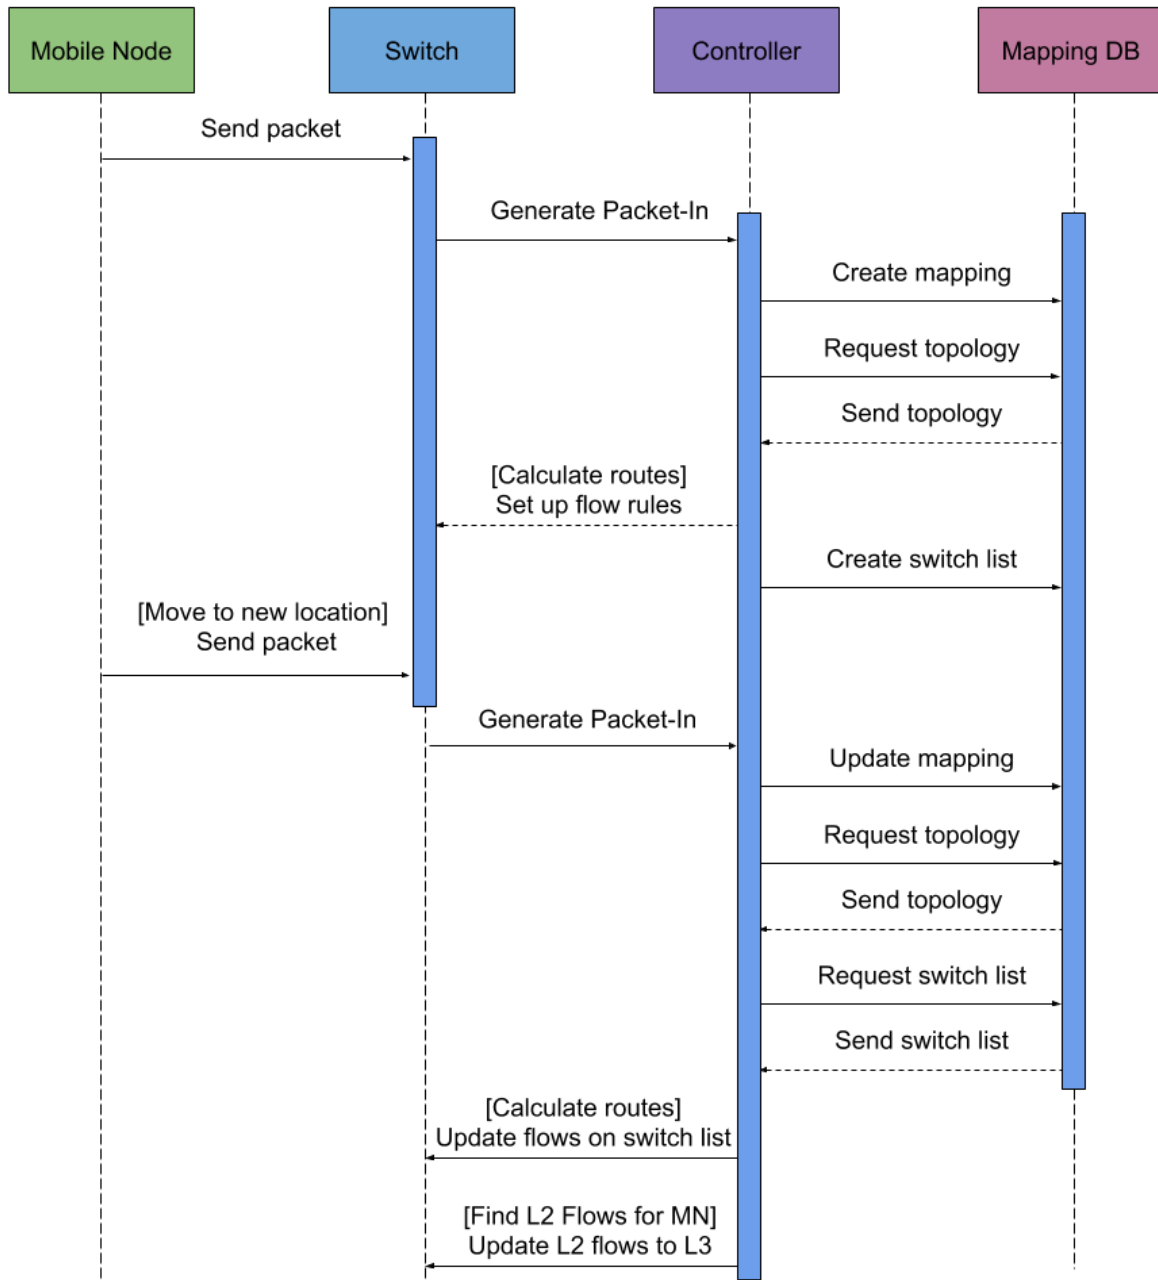 Mobile Node
Switch
Controller
Mapping DB
Send packet
Generate Packet-In
Create mapping
Request topology
Send topology
[Calculate routes]
Set up flow rules
Create switch list
[Move to new location]
Send packet
Generate Packet-In
Update mapping
Request topology
Send topology
Request switch list
Send switch list
[Calculate routes]
Update flows on switch list
[Find L2 Flows for MN]
Update L2 flows to L3